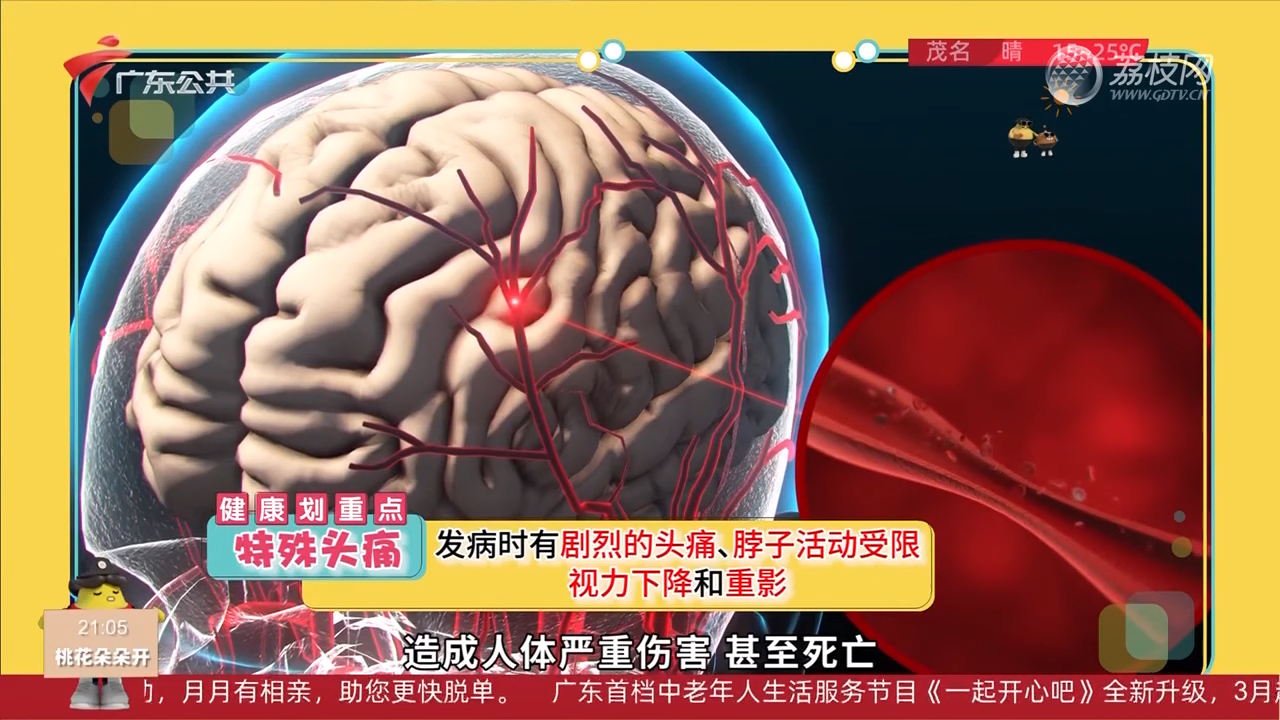 广东公共
茂名 晴 15-25℃
荔枝网
WWW.GDTV.CN
健康划重点
特殊头痛
发病时有剧烈的头痛、脖子活动受限
视力下降和重影
造成人体严重伤害 甚至死亡
21:05
桃花朵朵开
，月月有相亲，助您更快脱单。 广东首档中老年人生活服务节目《一起开心吧》全新升级，3月